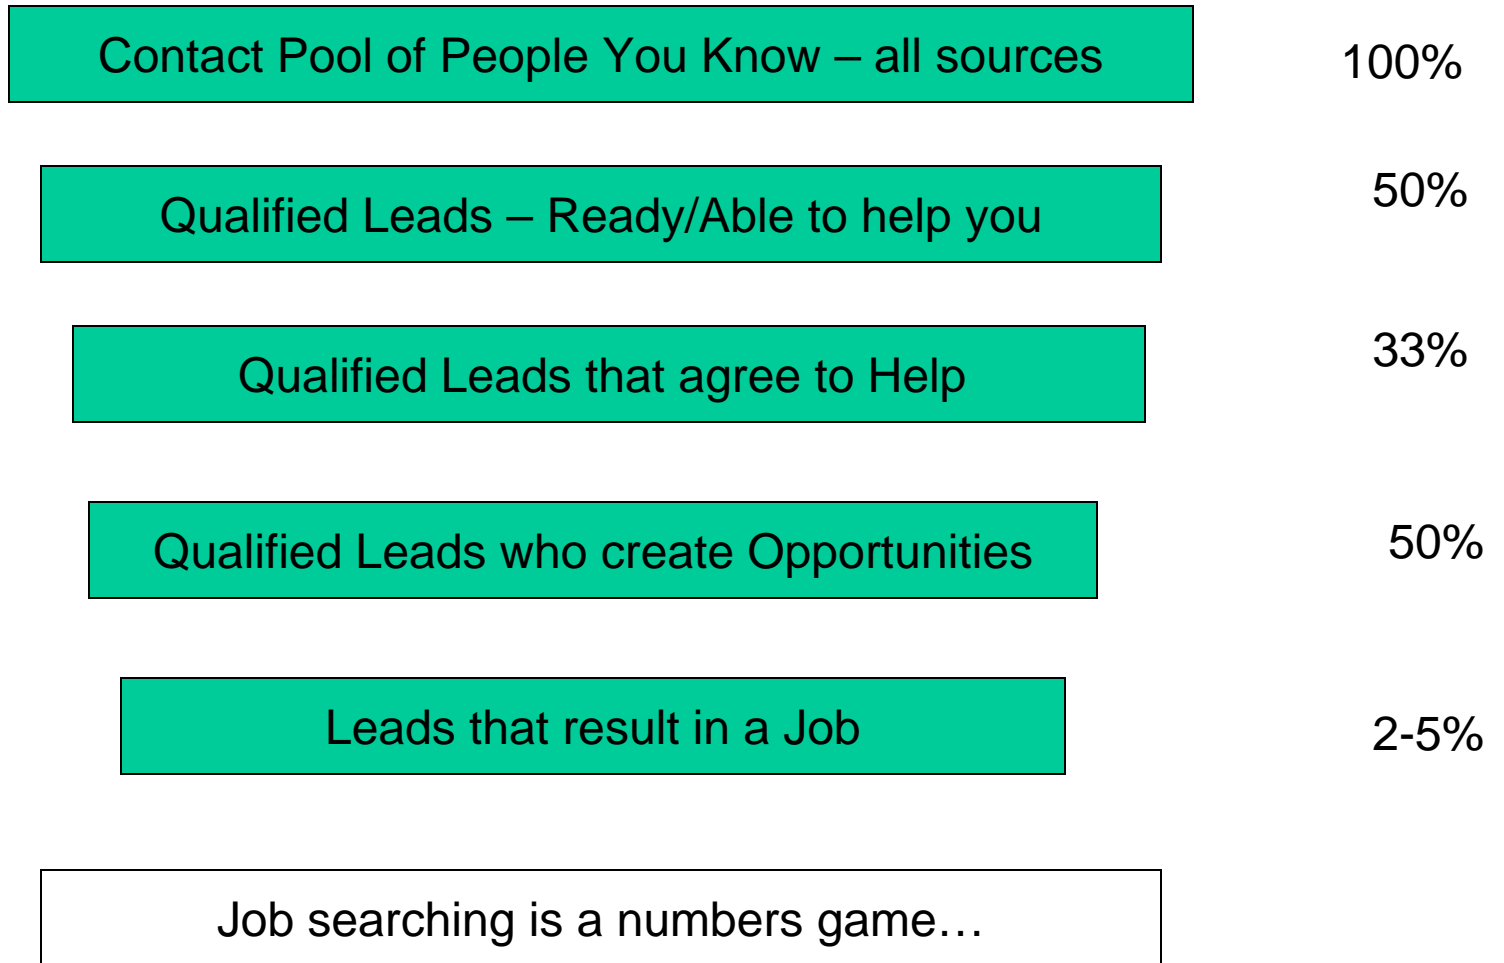 Contact Pool of People You Know – all sources
100%
Qualified Leads – Ready/Able to help you
50%
Qualified Leads that agree to Help
33%
Qualified Leads who create Opportunities
50%
Leads that result in a Job
2-5%
Job searching is a numbers game…